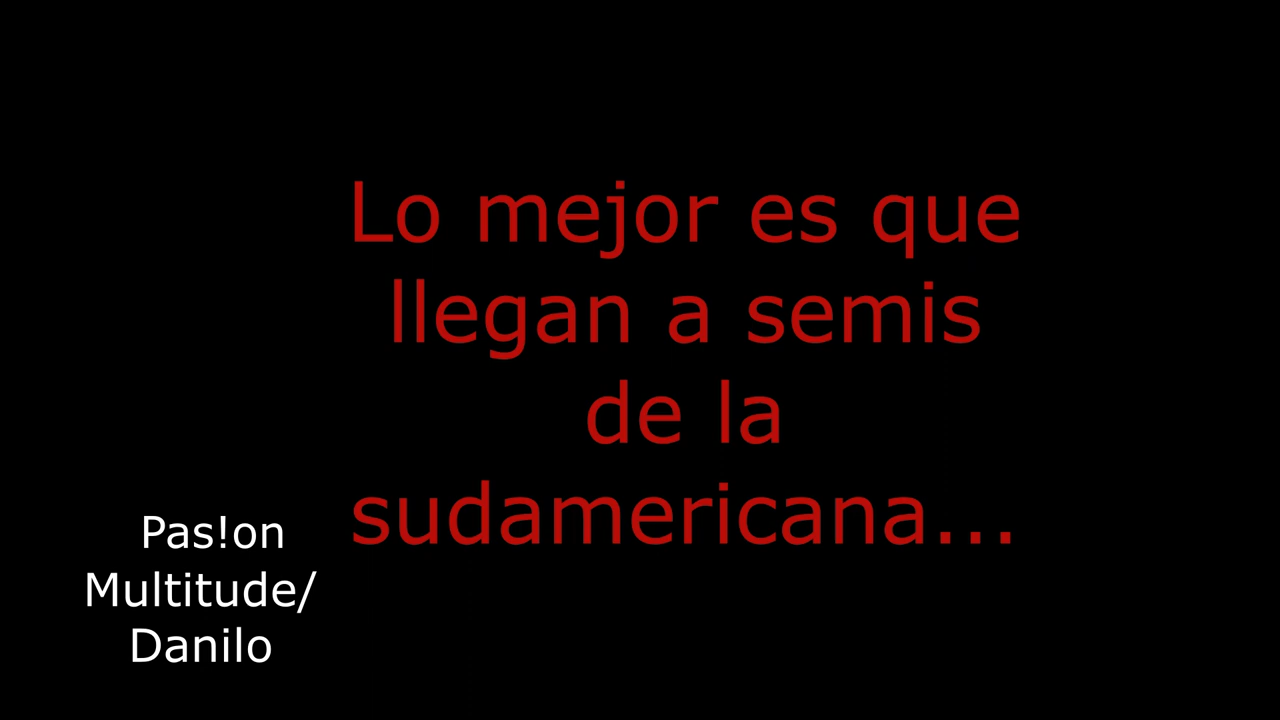 Lo mejor es que
llegan a semis
de la
sudamericana...
Pas!on
Multitude/
Danilo